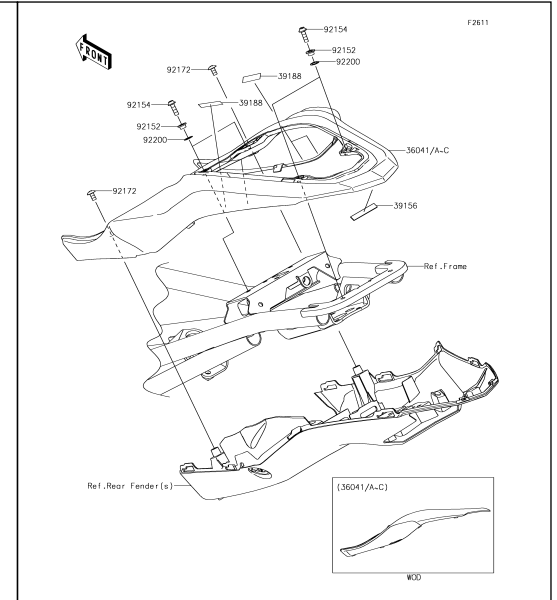 F2611
FRONT
92154
92152
92200
92172
39188
39188
92154
92152
92200
36041/A~C
92172
39156
Ref.Frame
Ref.Rear Fender(s)
(36041/A~C)
WOD